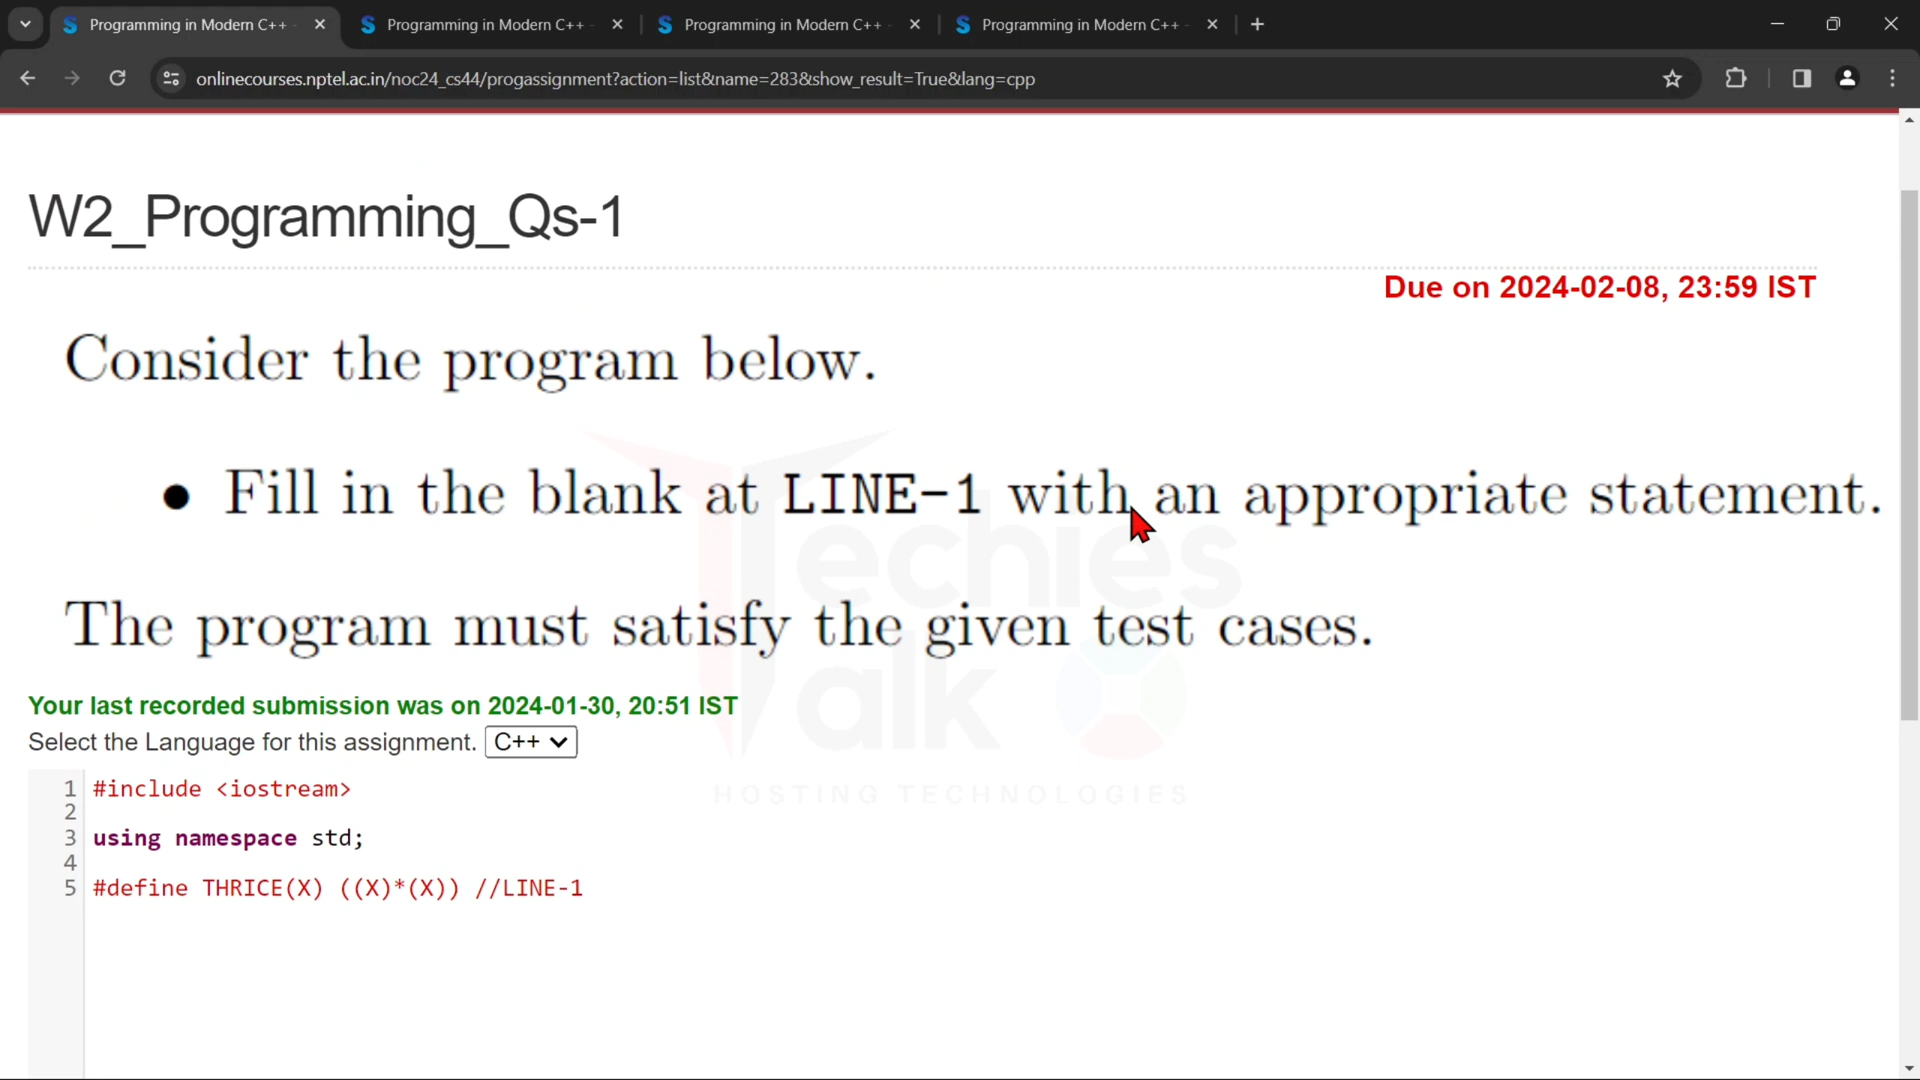 Programming in Modern C++ -
Programming in Modern C++ -
Programming in Modern C++ -
Programming in Modern C++ -
onlinecourses.nptel.ac.in/noc24_cs44/progassignment?action=list&name=283&show_result=True&lang=cpp
W2_Programming_Qs-1
Due on 2024-02-08, 23:59 IST
Consider the program below.
● Fill in the blank at LINE-1 with an appropriate statement.
The program must satisfy the given test cases.
Techies
Talk
HOSTING TECHNOLOGIES
Your last recorded submission was on 2024-01-30, 20:51 IST
Select the Language for this assignment. C++
1 #include <iostream>
2
3 using namespace std;
4
5 #define THRICE(X) ((X)*(X)) //LINE-1